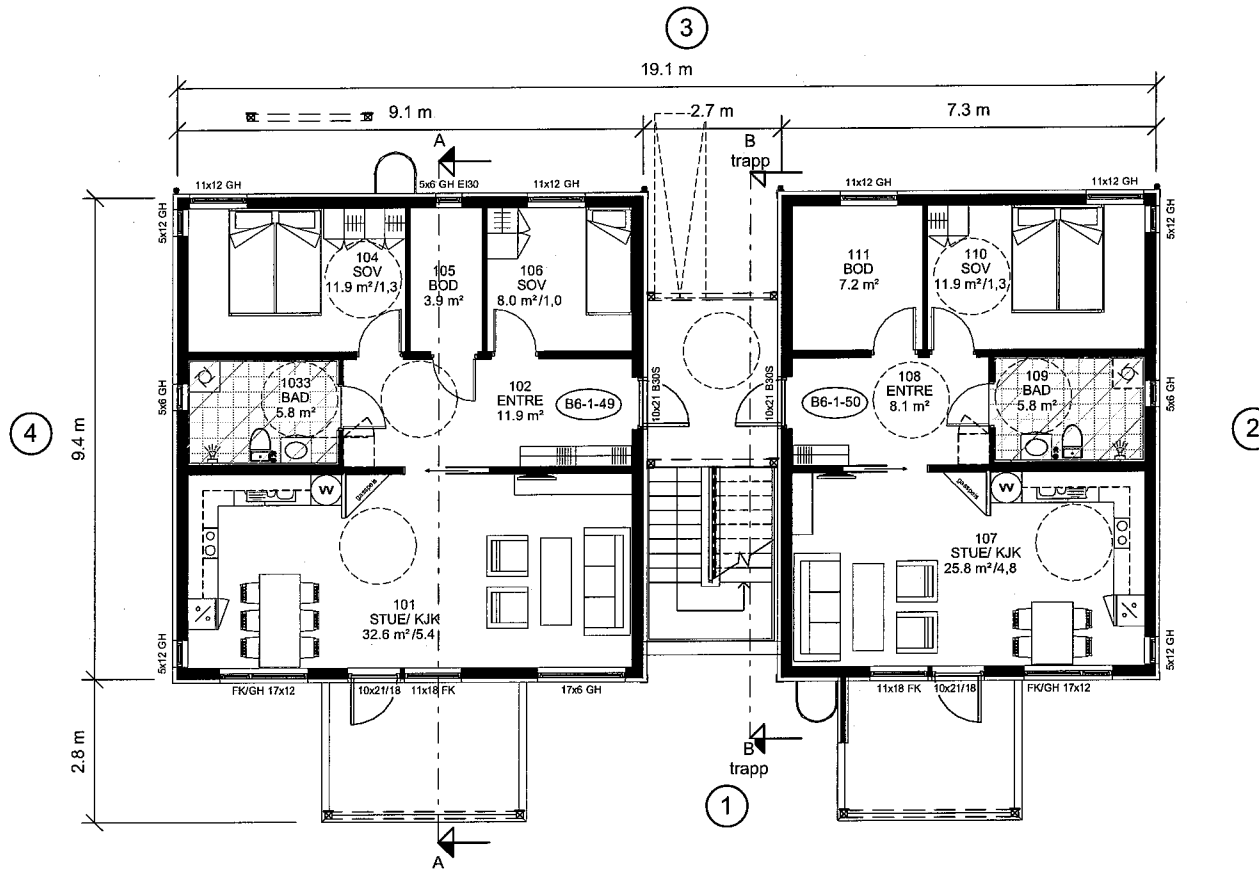 3
19.1 m
9.1 m
2.7 m
7.3 m
A
B
trapp
11x12 GH
5x6 GH EI30
11x12 GH
11x12 GH
11x12 GH
5x12 GH
5x12 GH
104
SOV
11.9 m²/1,3
105
BOD
3.9 m²
106
SOV
8.0 m²/1,0
111
BOD
7.2 m²
110
SOV
11.9 m²/1,3
5x6 GH
1033
BAD
5.8 m²
102
ENTRE
11.9 m²
B6-1-49
10x21 B30S
10x21 B30S
B6-1-50
108
ENTRE
8.1 m²
109
BAD
5.8 m²
5x6 GH
4
9.4 m
2
VV
gasspeis
gasspeis
VV
101
STUE/ KJK
32.6 m²/5.4
107
STUE/ KJK
25.8 m²/4,8
5x12 GH
5x12 GH
FK/GH 17x12
10x21/18
11x18 FK
17x6 GH
11x18 FK
10x21/18
FK/GH 17x12
2.8 m
B
trapp
1
A